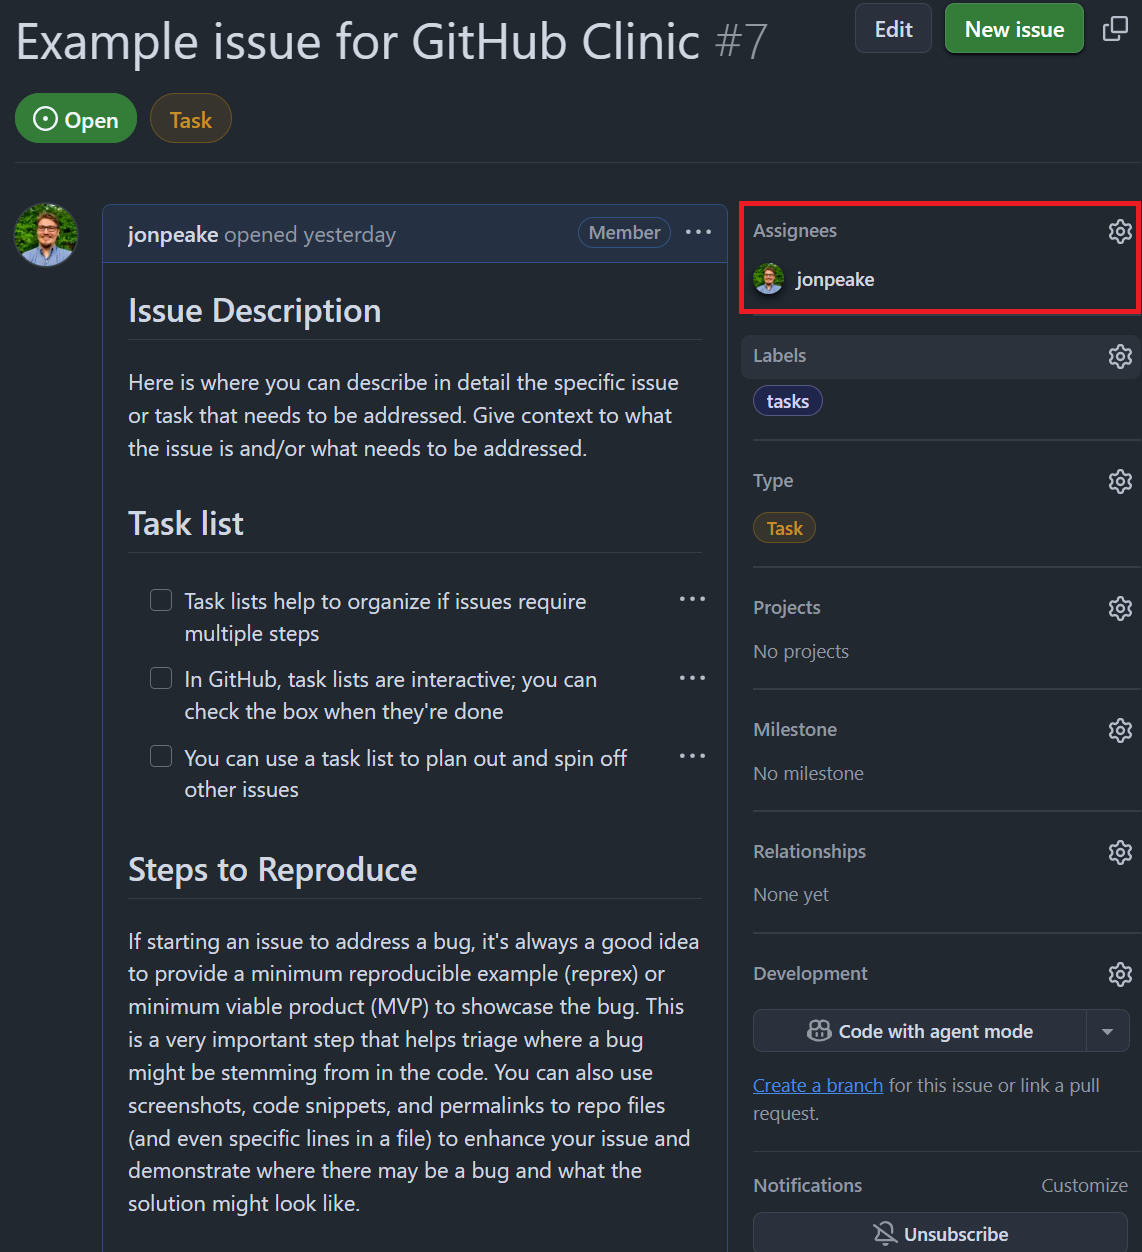 Example issue for GitHub Clinic #7
Edit
New issue
Open
Task
jonpeake opened yesterday
Member
Issue Description
Here is where you can describe in detail the specific issue
or task that needs to be addressed. Give context to what
the issue is and/or what needs to be addressed.
Task list
Task lists help to organize if issues require
multiple steps
In GitHub, task lists are interactive; you can
check the box when they're done
You can use a task list to plan out and spin off
other issues
Steps to Reproduce
If starting an issue to address a bug, it's always a good idea
to provide a minimum reproducible example (reprex) or
minimum viable product (MVP) to showcase the bug. This
is a very important step that helps triage where a bug
might be stemming from in the code. You can also use
screenshots, code snippets, and permalinks to repo files
(and even specific lines in a file) to enhance your issue and
demonstrate where there may be a bug and what the
solution might look like.
Assignees
jonpeake
Labels
tasks
Type
Task
Projects
No projects
Milestone
No milestone
Relationships
None yet
Development
Code with agent mode
Create a branch for this issue or link a pull
request.
Notifications
Customize
Unsubscribe